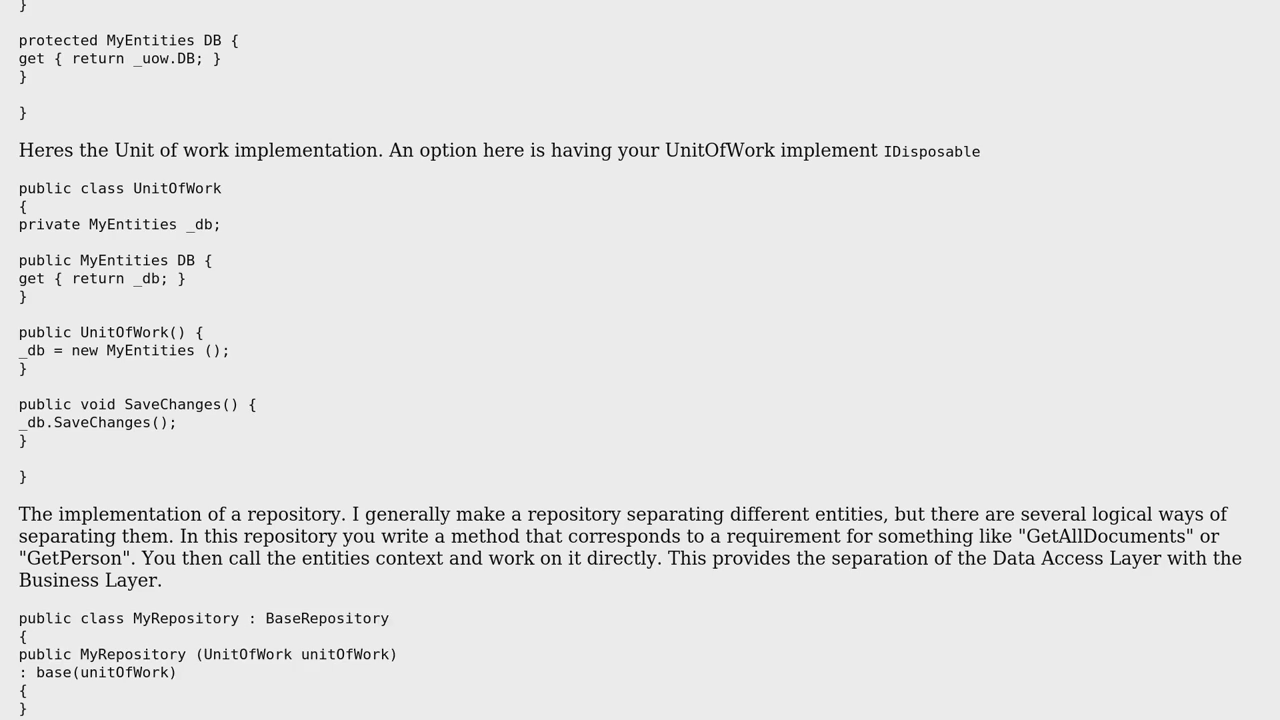 }
protected MyEntities DB {
get { return _uow.DB; }
}
}
Heres the Unit of work implementation. An option here is having your UnitOfWork implement IDisposable
public class UnitOfWork
{
private MyEntities _db;
public MyEntities DB {
get { return _db; }
}
public UnitOfWork() {
_db = new MyEntities ();
}
public void SaveChanges() {
_db.SaveChanges();
}
}
The implementation of a repository. I generally make a repository separating different entities, but there are several logical ways of
separating them. In this repository you write a method that corresponds to a requirement for something like "GetAllDocuments" or
"GetPerson". You then call the entities context and work on it directly. This provides the separation of the Data Access Layer with the
Business Layer.
public class MyRepository : BaseRepository
{
public MyRepository (UnitOfWork unitOfWork)
: base(unitOfWork)
{
}